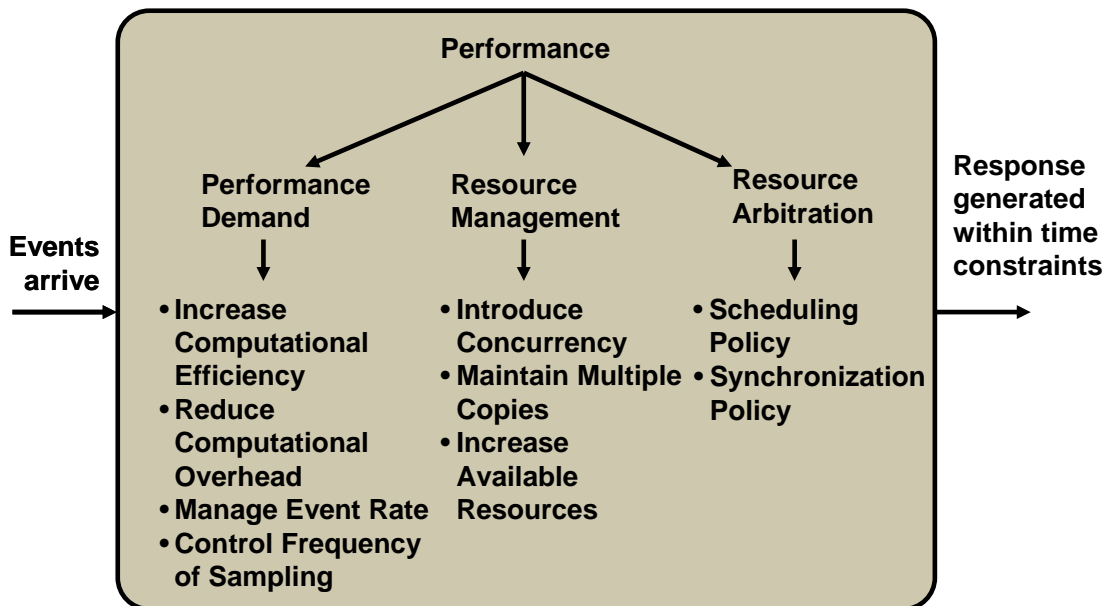 Performance
Performance
Demand
Resource
Management
Resource
Arbitration
Events
arrive
Response
generated
within time
constraints
• Increase
Computational
Efficiency
• Reduce
Computational
Overhead
• Manage Event Rate
• Control Frequency
of Sampling
• Introduce
Concurrency
• Maintain Multiple
Copies
• Increase
Available
Resources
• Scheduling
Policy
• Synchronization
Policy